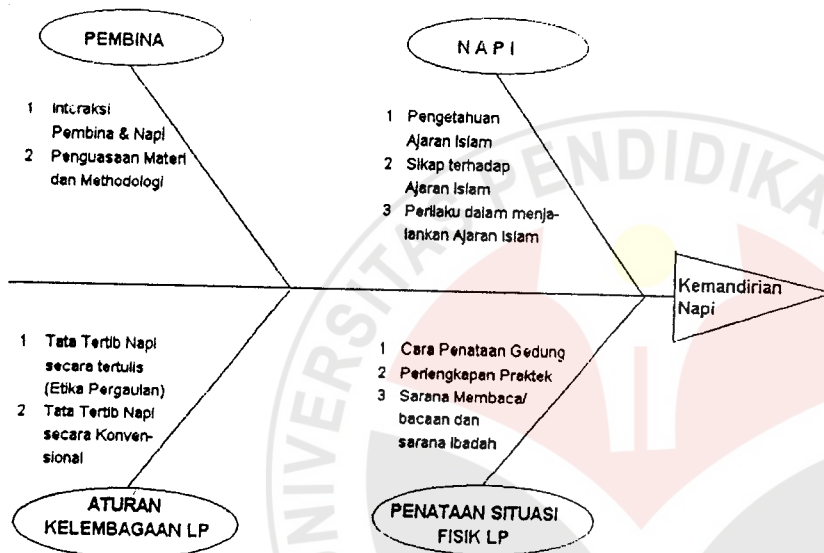 PEMBINA
1 Interaksi
Pembina & Napi
2 Penguasaan Materi
dan Methodologi
N A P I
1 Pengetahuan
Ajaran Islam
2 Sikap terhadap
Ajaran Islam
3 Perilaku dalam menja-
lankan Ajaran Islam
Kemandirian
Napi
1 Tata Tertib Napi
secara tertulis
(Etika Pergaulan)
2 Tata Tertib Napi
secara Konven-
sional
ATURAN
KELEMBAGAAN LP
1 Cara Penataan Gedung
2 Perlengkapan Praktek
3 Sarana Membaca/
bacaan dan
sarana Ibadah
PENATAAN SITUASI
FISIK LP
UNIVERSITAS PENDIDIKA